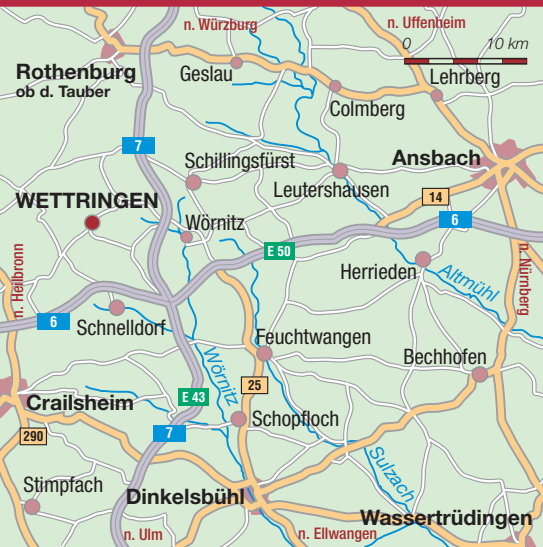 n. Würzburg
n. Uffenheim
0 10 km
Rothenburg
ob d. Tauber
Geslau
Lehrberg
Colmberg
7
Schillingsfürst
Ansbach
Leutershausen
14
WETTRINGEN
6
Wörnitz
E 50
n. Heilbronn
Herrieden
Altmühl
n. Nürnberg
6
Schnelldorf
Feuchtwangen
Wörnitz
Bechhofen
25
E 43
Crailsheim
Schopfloch
7
290
Sulzach
Stimpfach
Dinkelsbühl
Wassertrüdingen
n. Ulm
n. Ellwangen